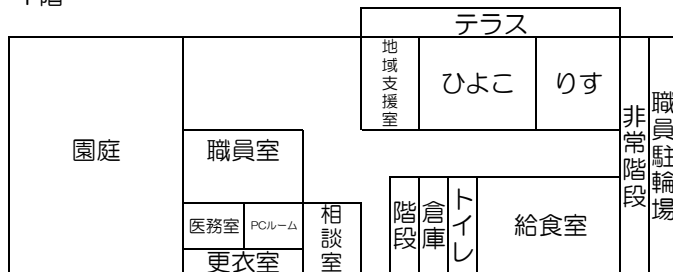 テラス
地域支援室
ひよこ
りす
園庭
職員室
非常階段
職員駐輪場
医務室
PCルーム
相談室
階段
倉庫
トイレ
給食室
更衣室